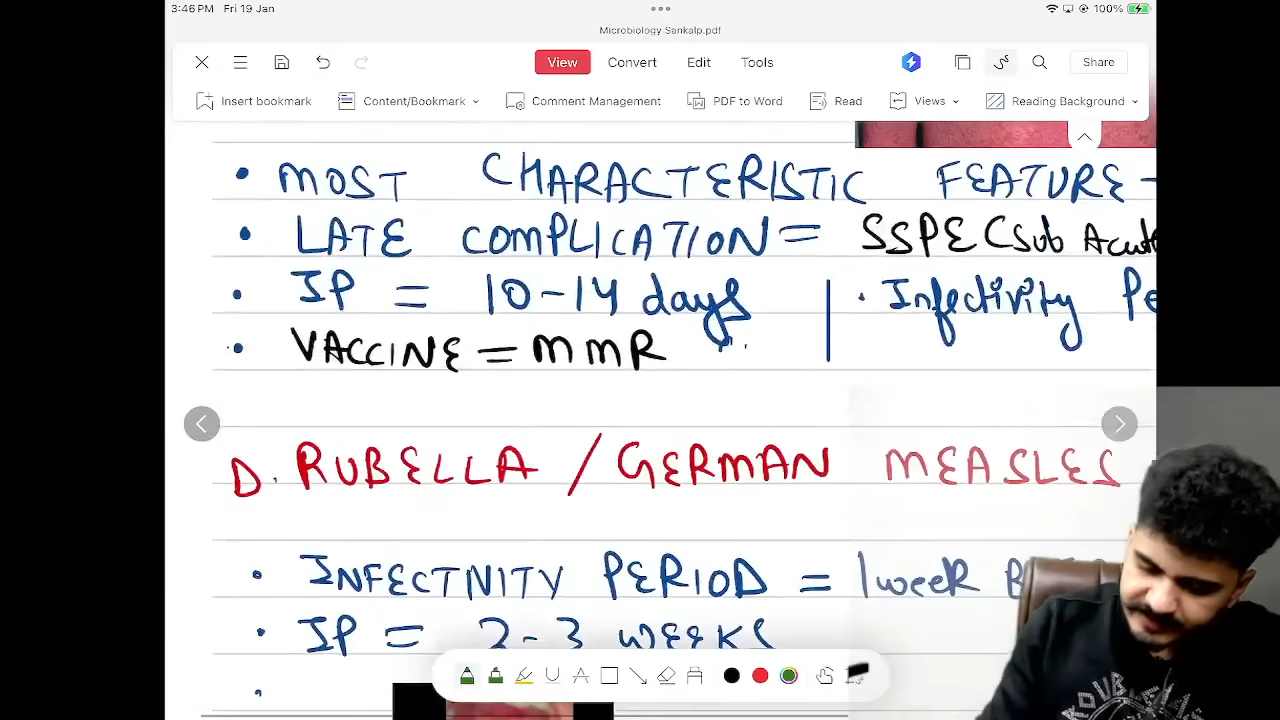 3:46 PM Fri 19 Jan
100%
Microbiology Sankalp.pdf
View Convert Edit Tools Share
Insert bookmark Content/Bookmark Comment Management PDF to Word Read Views Reading Background
• MOST CHARACTERISTIC FEATURE -
• LATE COMPLICATION = SSPE (Sub Acute
• IP = 10-14 days | • Infectivity Pe
• VACCINE = MMR
D. RUBELLA / GERMAN MEASLES
• INFECTNITY PERIOD = 1 week B
• IP = 2-3 WEEKS